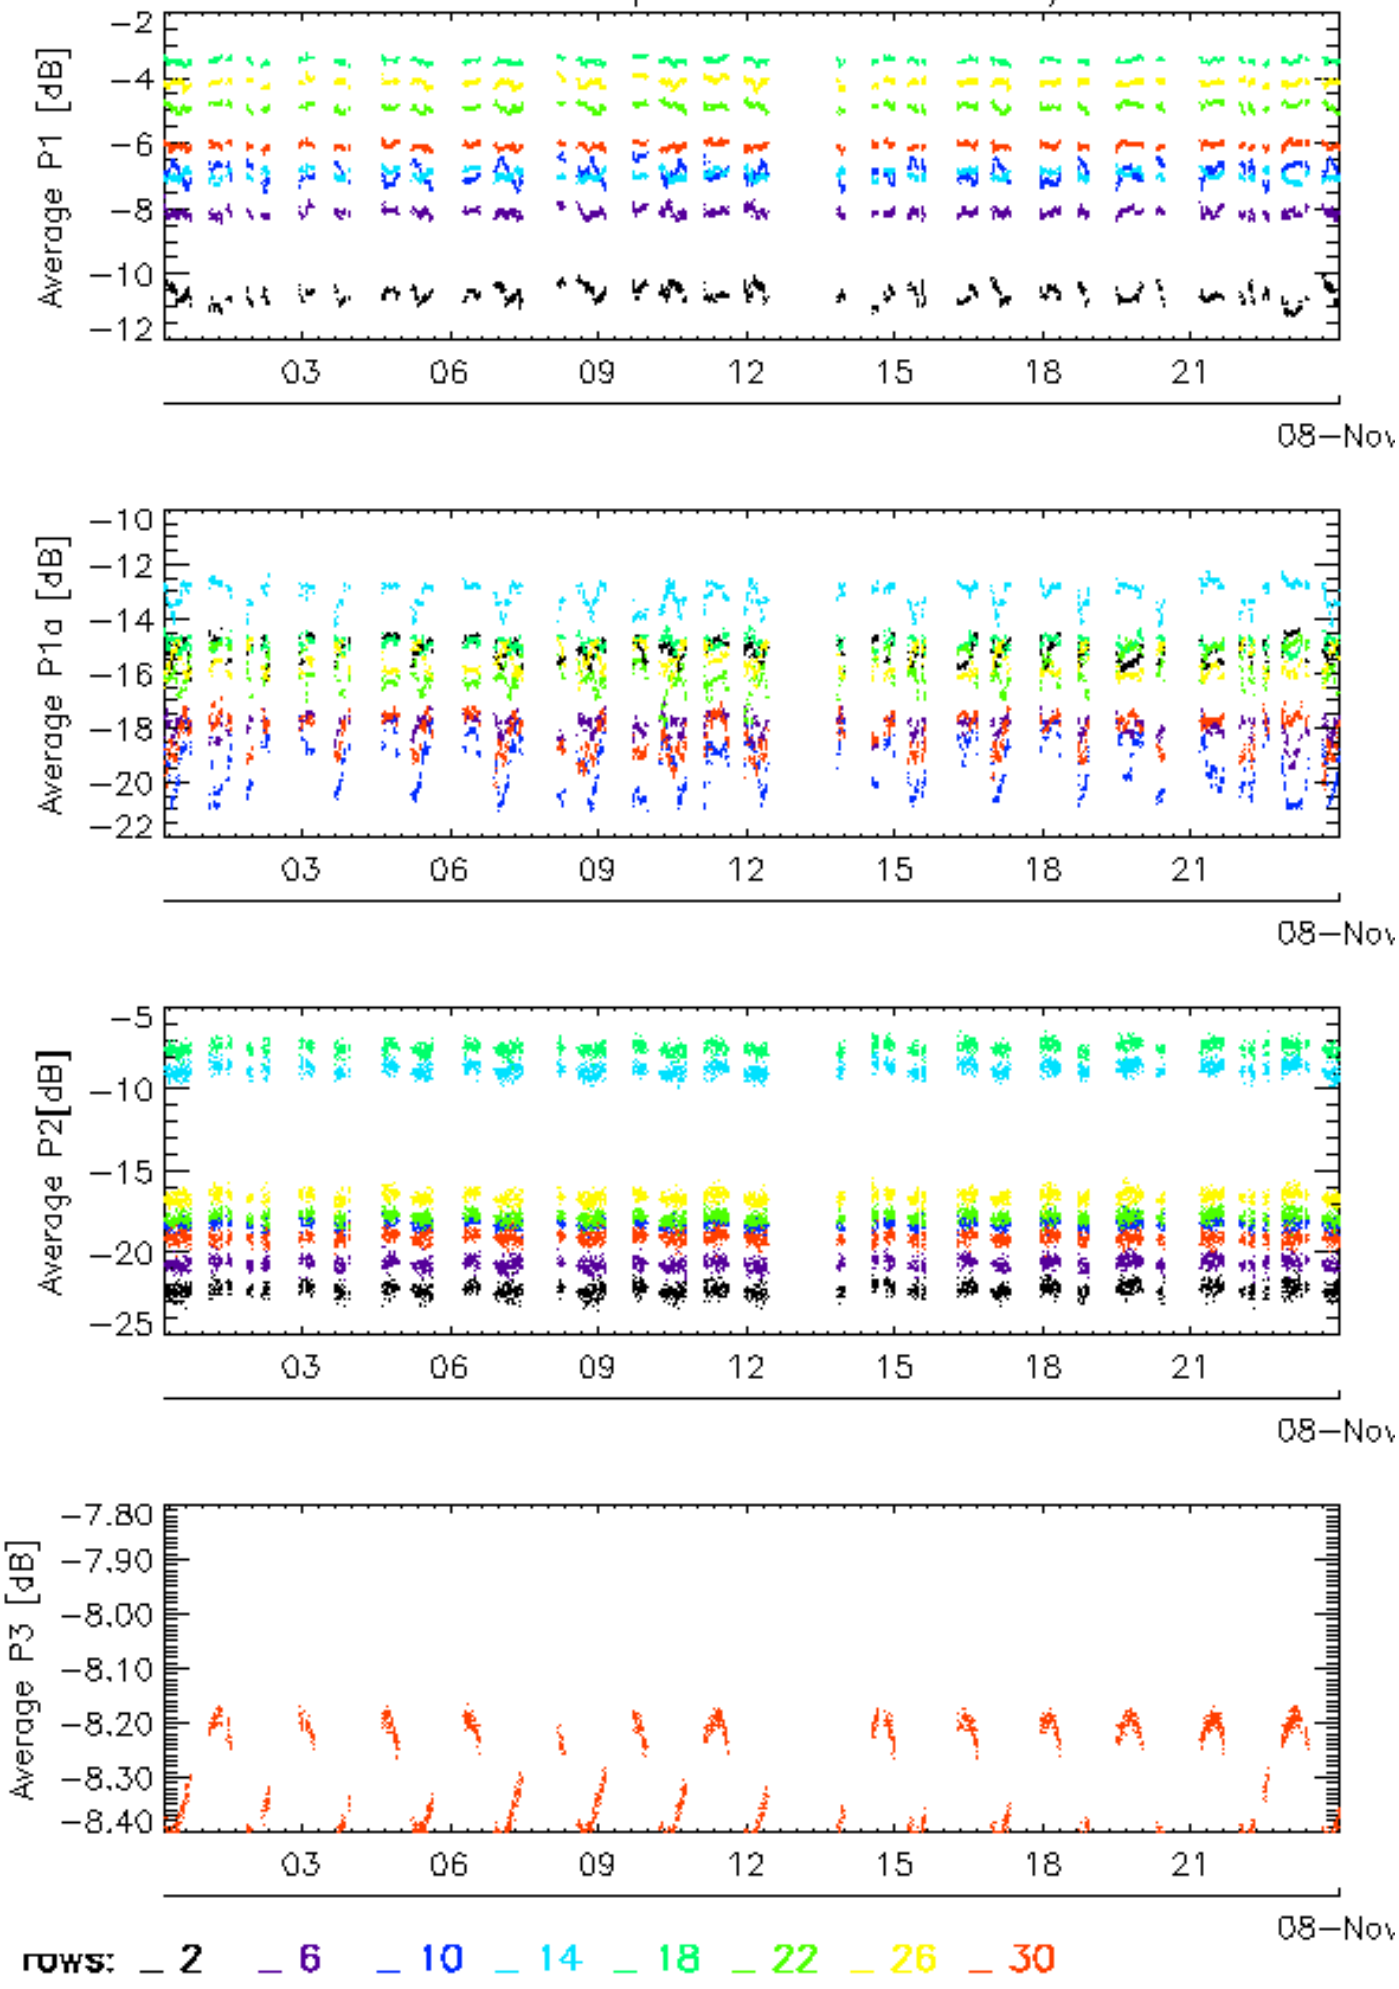 Average P1 [dB]
−2
−4
−6
−8
−10
−12
03 06 09 12 15 18 21
08−Nov
Average P1a [dB]
−10
−12
−14
−16
−18
−20
−22
03 06 09 12 15 18 21
08−Nov
Average P2[dB]
−5
−10
−15
−20
−25
03 06 09 12 15 18 21
08−Nov
Average P3 [dB]
−7.80
−7.90
−8.00
−8.10
−8.20
−8.30
−8.40
03 06 09 12 15 18 21
08−Nov
rows: _ 2 _ 6 _ 10 _ 14 _ 18 _ 22 _ 26 _ 30